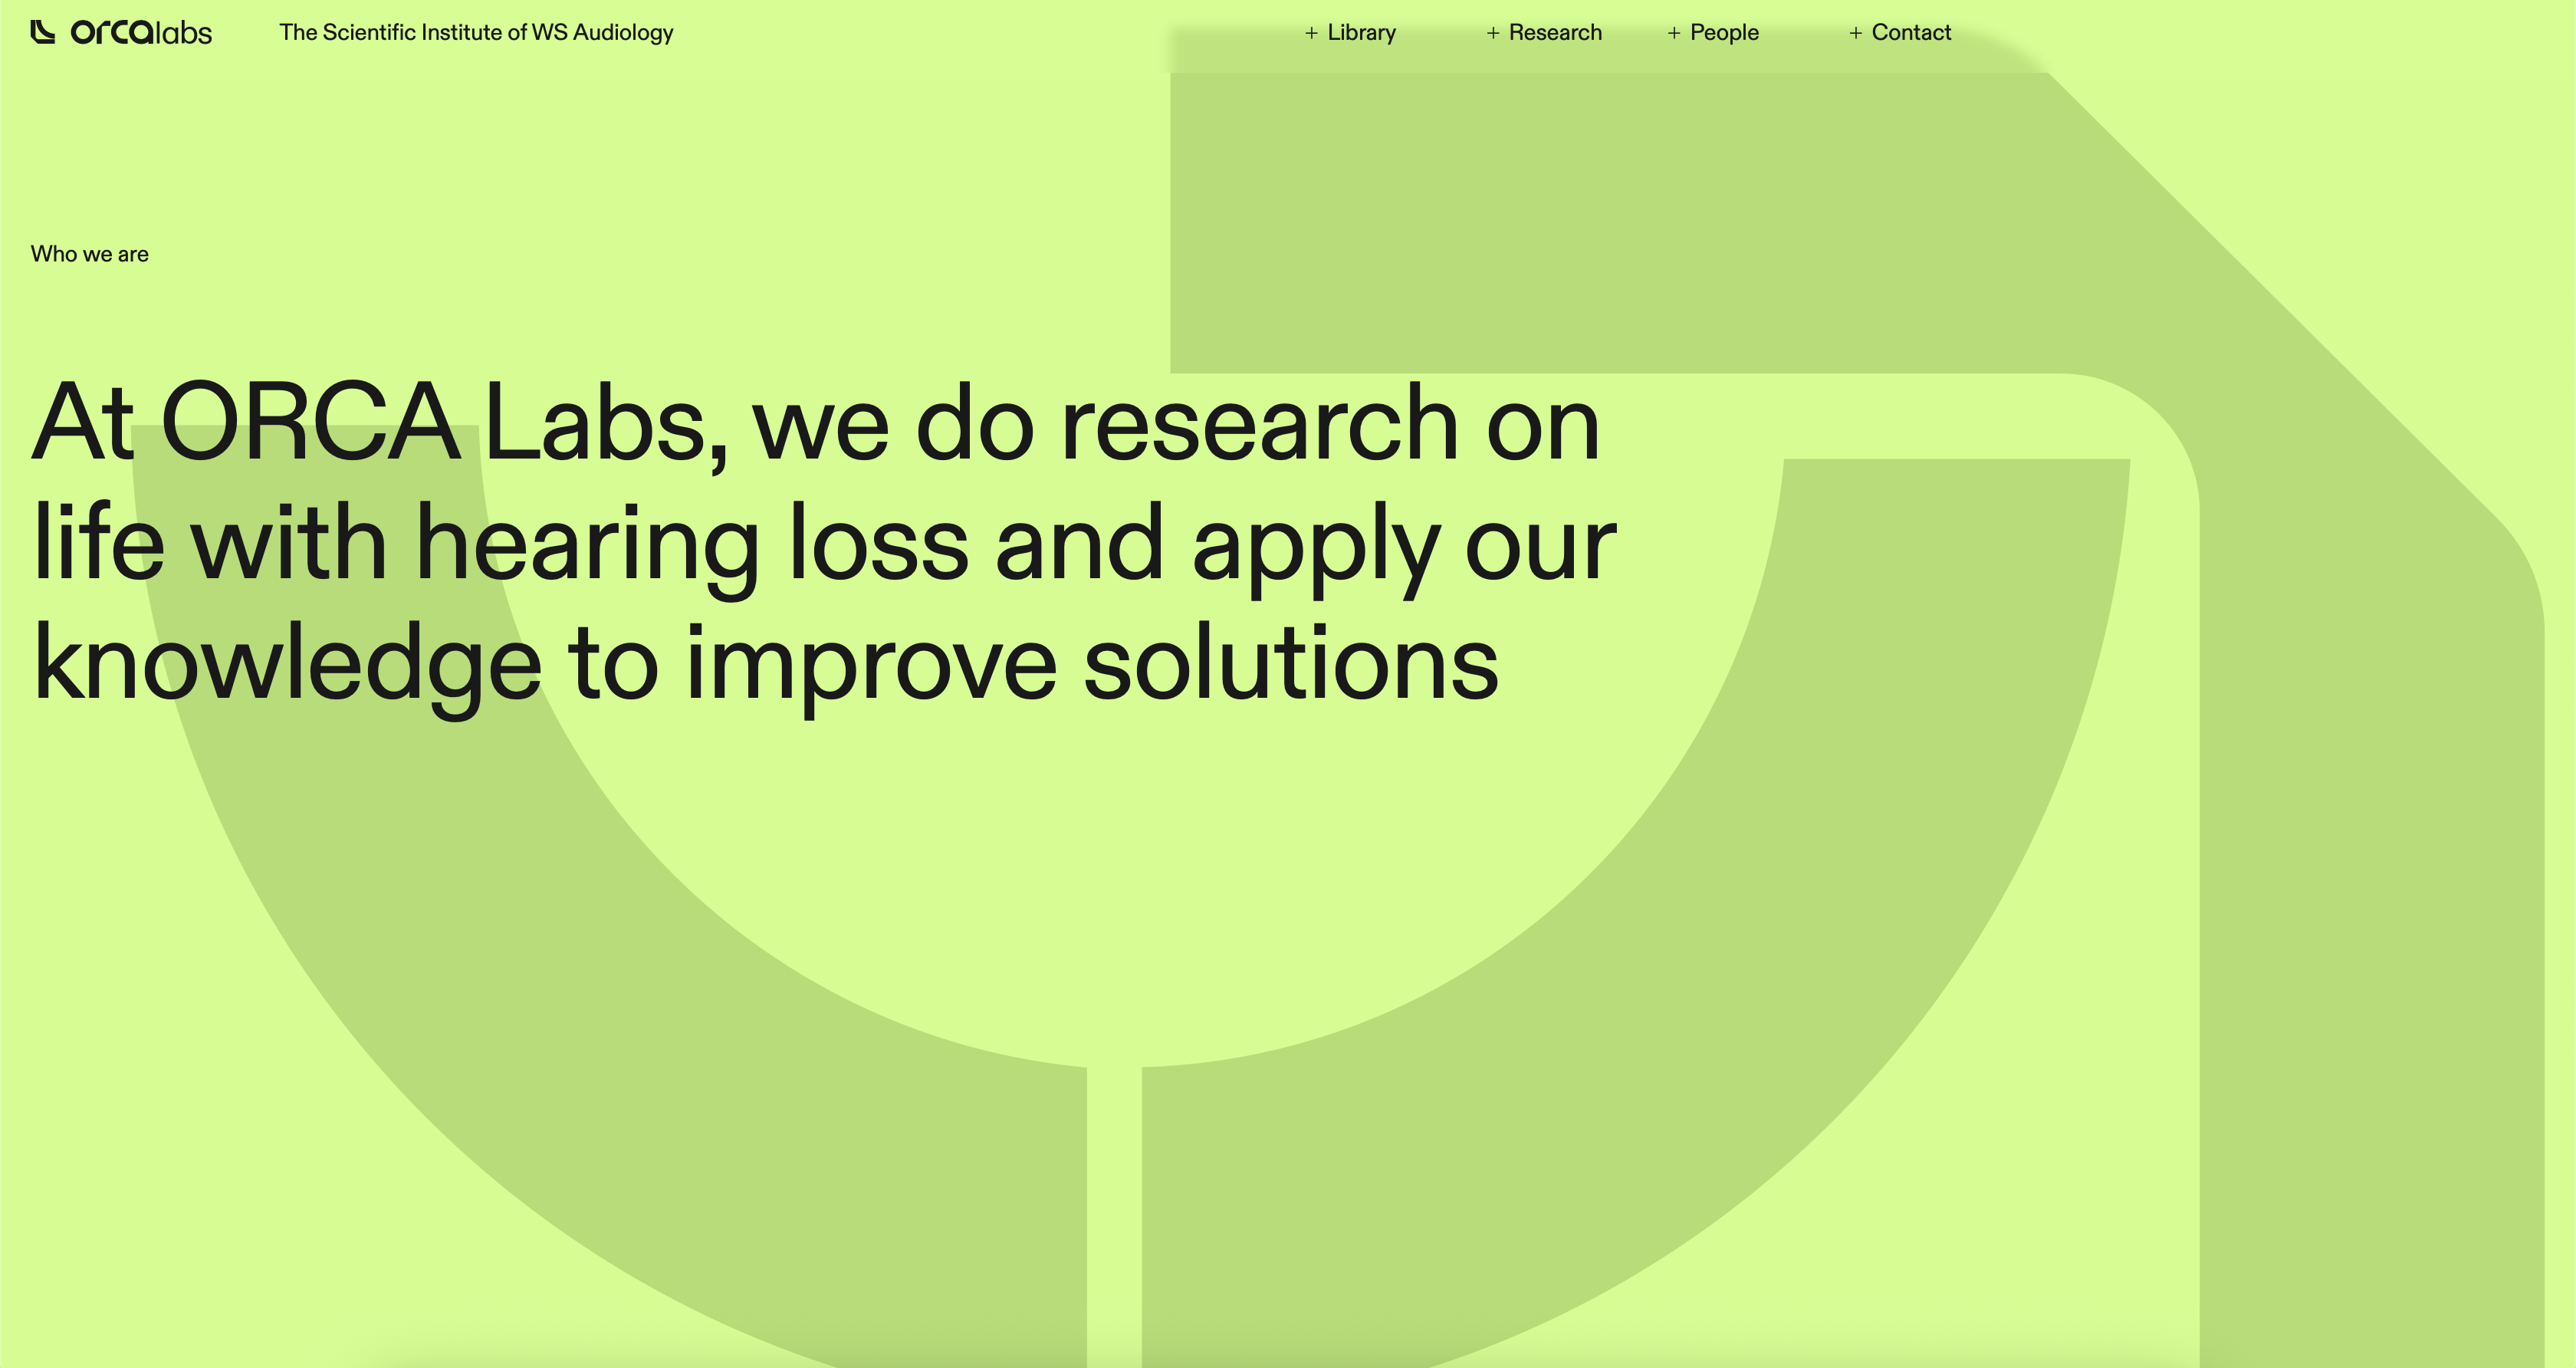 orcalabs
The Scientific Institute of WS Audiology
+ Library
+ Research
+ People
+ Contact
Who we are
At ORCA Labs, we do research on
life with hearing loss and apply our
knowledge to improve solutions